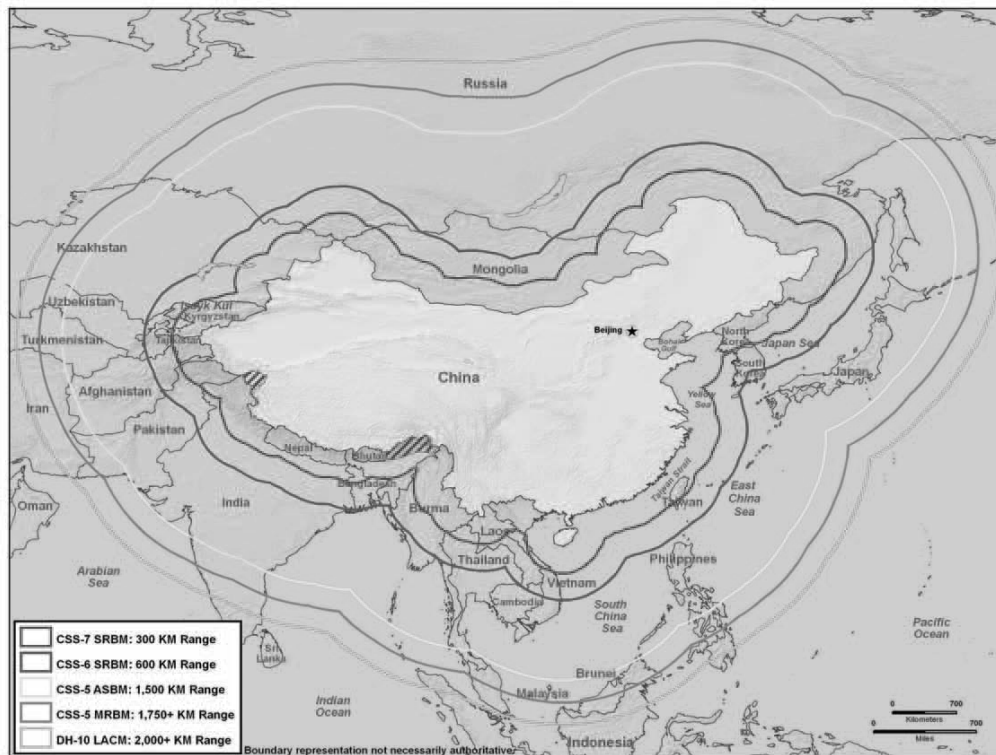 Russia
Kazakhstan
Mongolia
Uzbekistan
Issyk Kul
Kyrgyzstan
Turkmenistan
Tajikistan
Beijing
Bohai
Gulf
North
Korea
Japan Sea
South
Korea
Japan
Afghanistan
China
Iran
Yellow
Sea
Pakistan
Nepal
Bhutan
Taiwan Strait
Bangladesh
East
China
Sea
India
Oman
Burma
Taiwan
Laos
Arabian
Sea
Thailand
Philippines
Vietnam
Cambodia
South
China
Sea
Pacific
Ocean
CSS-7 SRBM: 300 KM Range
CSS-6 SRBM: 600 KM Range
CSS-5 ASBM: 1,500 KM Range
CSS-5 MRBM: 1,750+ KM Range
DH-10 LACM: 2,000+ KM Range
Sri
Lanka
Indian
Ocean
Brunei
Malaysia
Indonesia
700
Kilometers
700
Miles
Boundary representation not necessarily authoritative